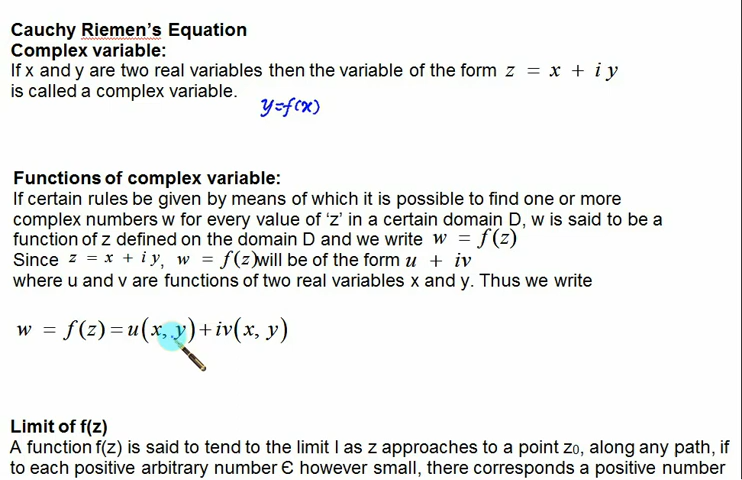 Cauchy Riemen's Equation
Complex variable:
If x and y are two real variables then the variable of the form z = x + i y
is called a complex variable.
y=f(x)
Functions of complex variable:
If certain rules be given by means of which it is possible to find one or more
complex numbers w for every value of 'z' in a certain domain D, w is said to be a
function of z defined on the domain D and we write w = f(z)
Since z = x + i y, w = f(z)will be of the form u + iv
where u and v are functions of two real variables x and y. Thus we write
w = f(z)=u(x, y)+iv(x, y)
Limit of f(z)
A function f(z) is said to tend to the limit l as z approaches to a point z₀, along any path, if
to each positive arbitrary number Є however small, there corresponds a positive number